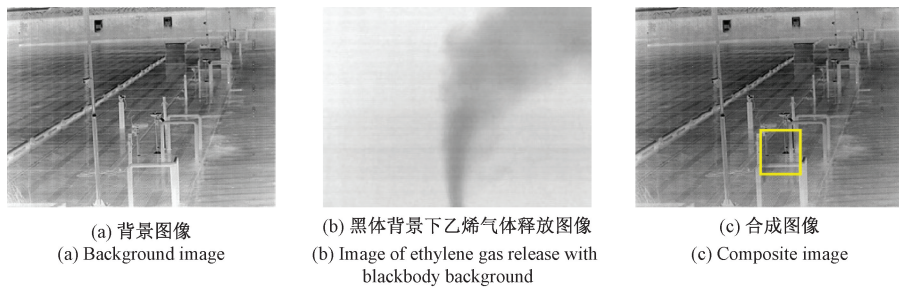 (a) 背景图像
(a) Background image
(b) 黑体背景下乙烯气体释放图像
(b) Image of ethylene gas release with
blackbody background
(c) 合成图像
(c) Composite image